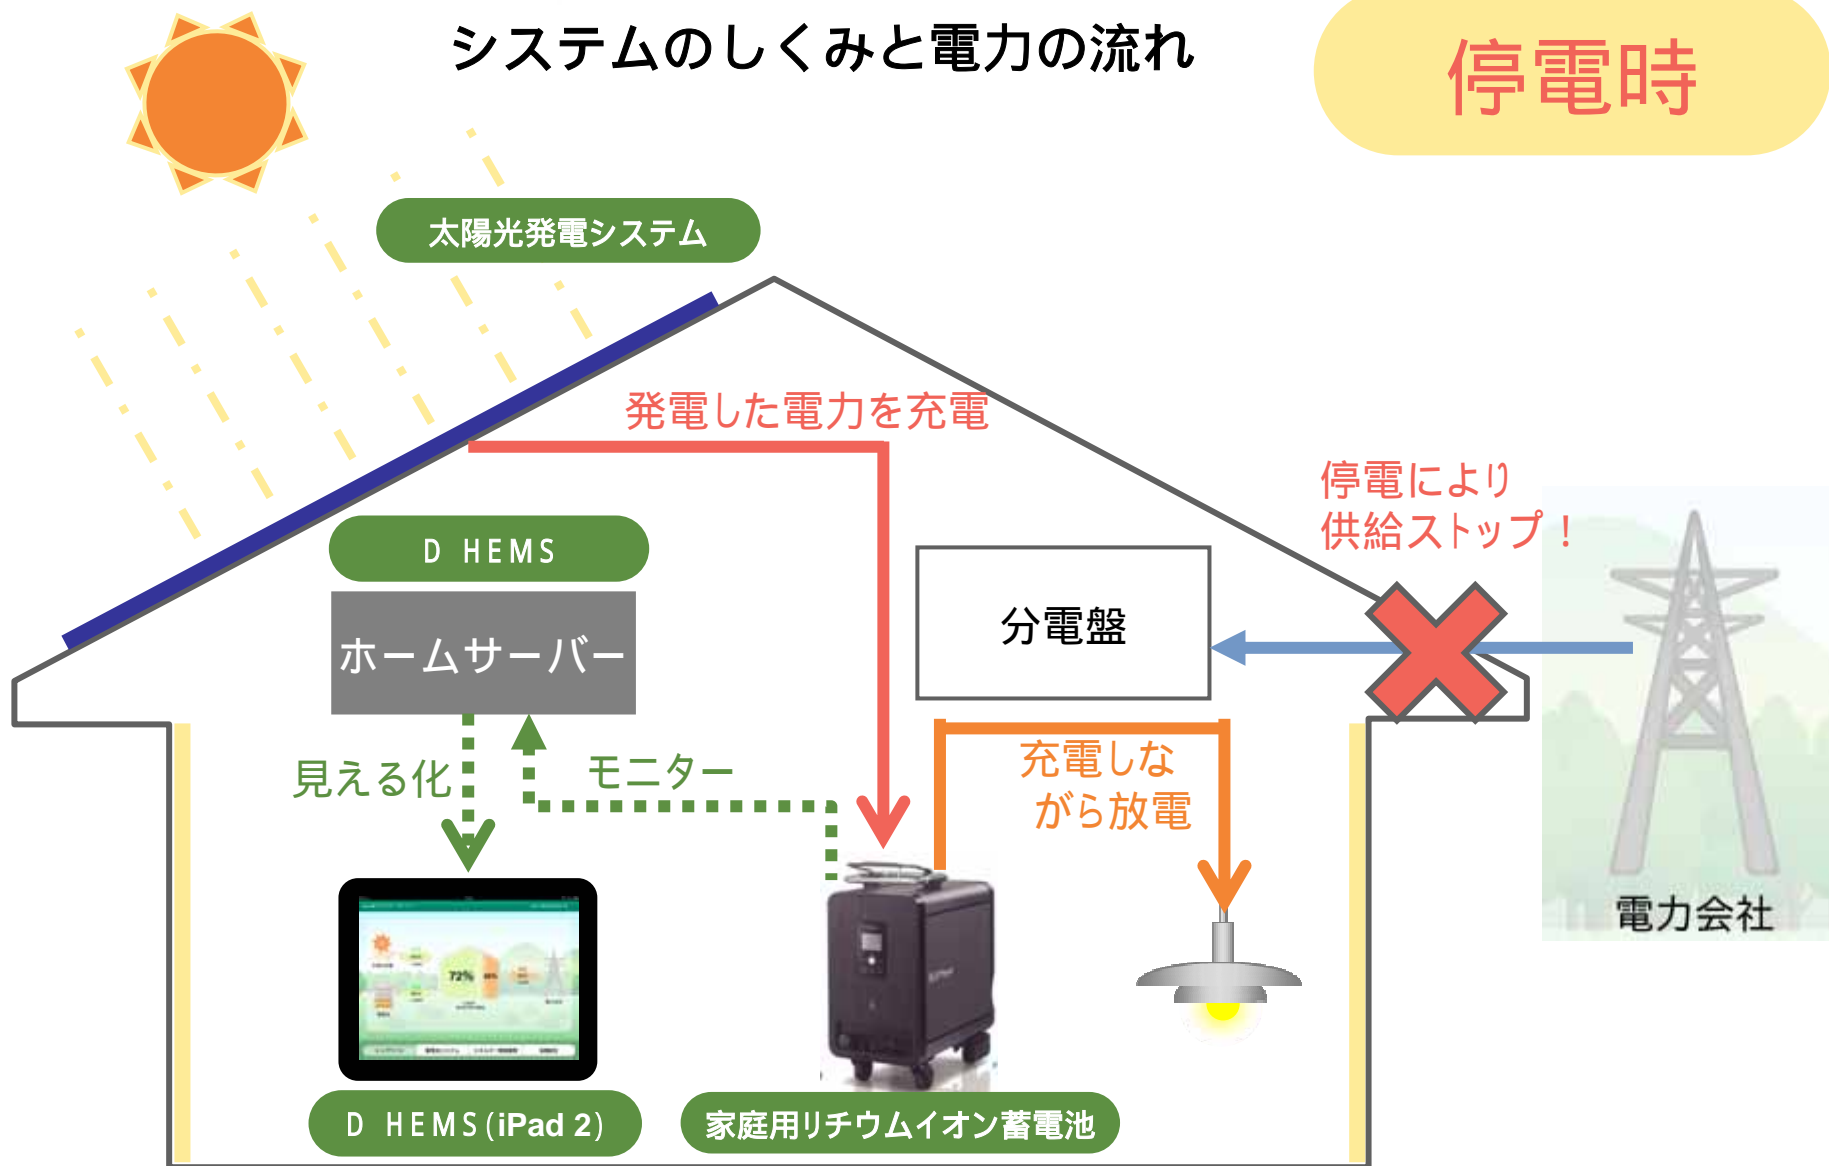 システムのしくみと電力の流れ
停電時
太陽光発電システム
発電した電力を充電
停電により
供給ストップ！
D HEMS
ホームサーバー
分電盤
見える化
モニター
充電しな
がら放電
72%
電力会社
D HEMS(iPad 2)
家庭用リチウムイオン蓄電池